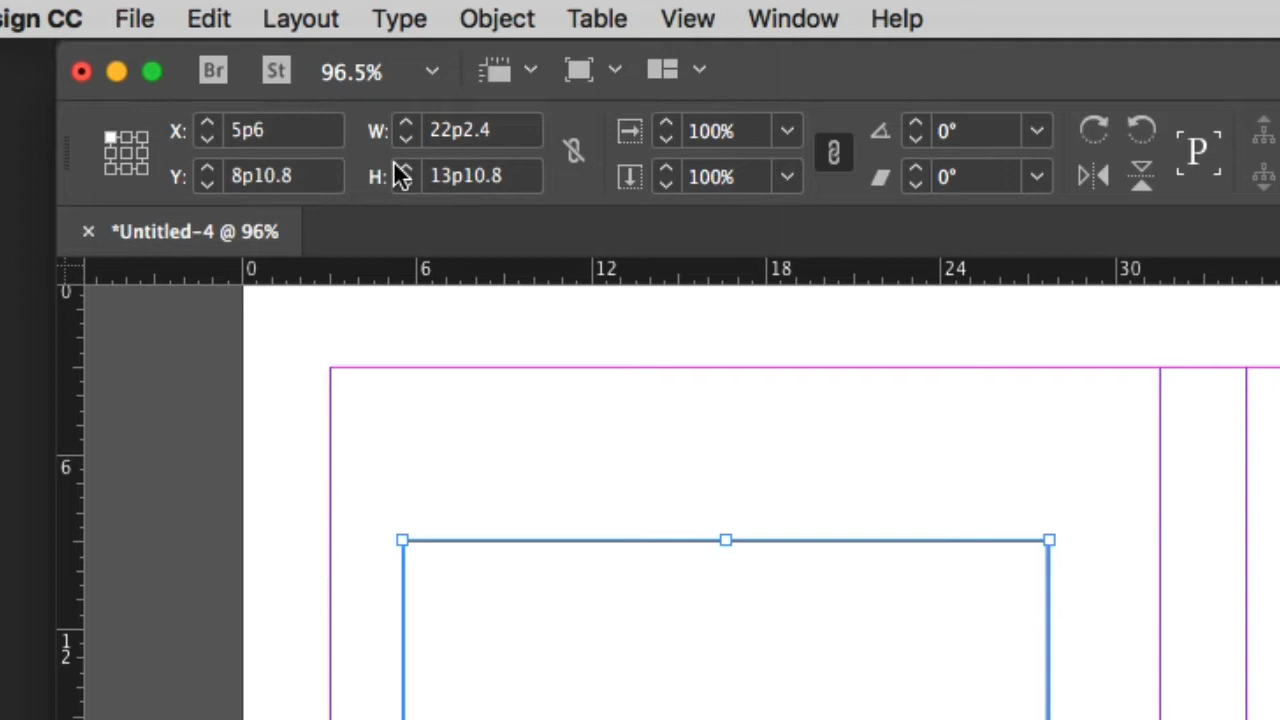 sign CC File Edit Layout Type Object Table View Window Help
Br St 96.5%
X: 5p6 W: 22p2.4 100% 0°
P
Y: 8p10.8 H: 13p10.8 100% 0°
× *Untitled-4 @ 96%
0 6 12 18 24 30
0
6
1
2